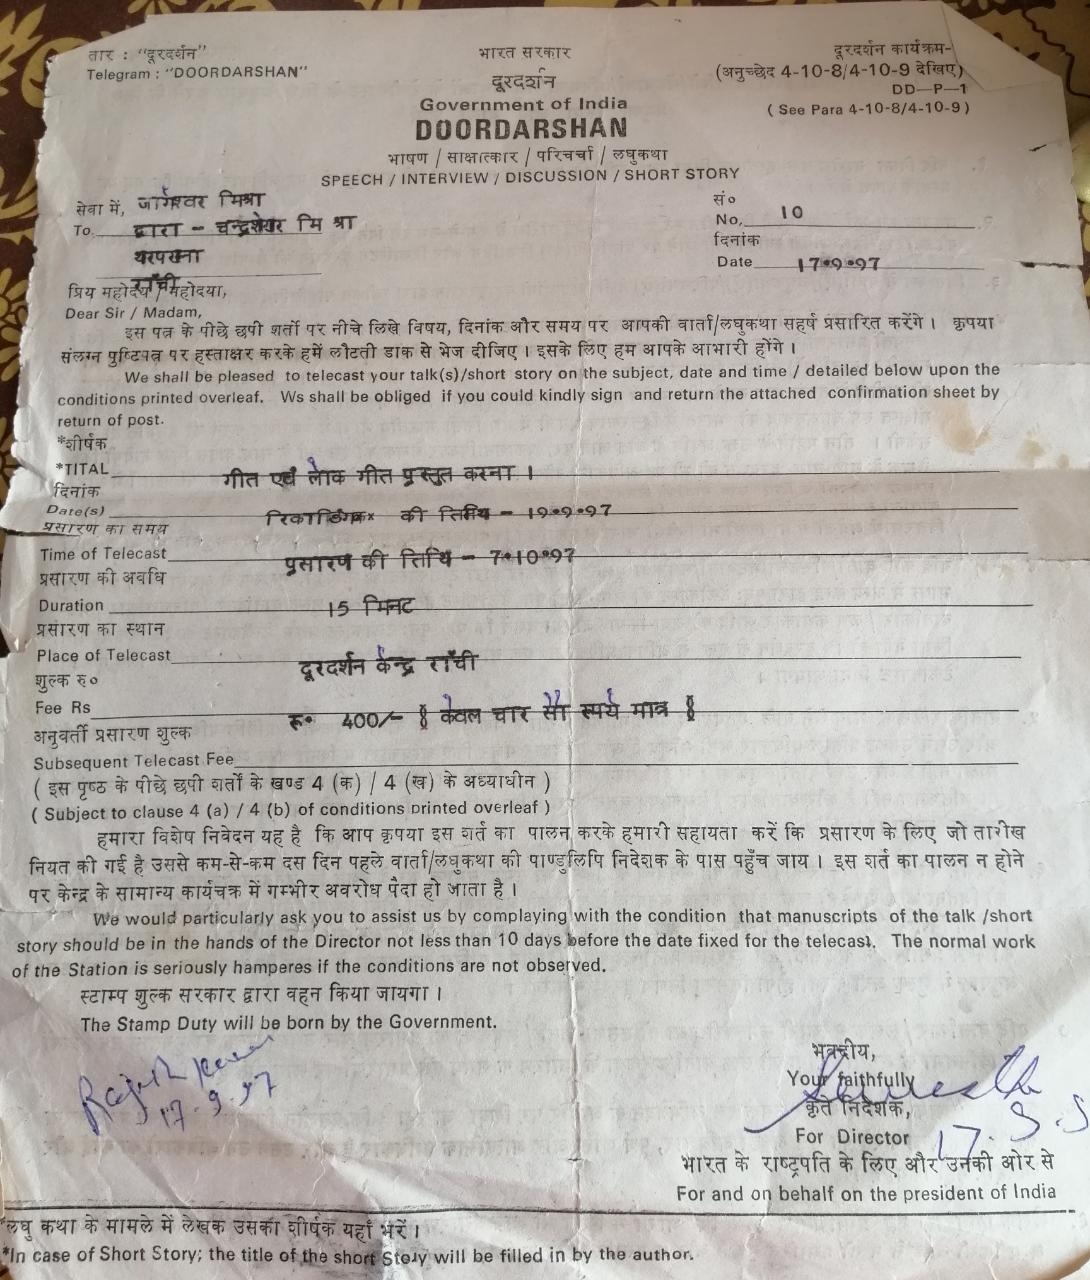 तार : "दूरदर्शन"
Telegram : "DOORDARSHAN"
भारत सरकार
दूरदर्शन
Government of India
DOORDARSHAN
दूरदर्शन कार्यक्रम-
(अनुच्छेद 4-10-8/4-10-9 देखिए)
DD—P—1
( See Para 4-10-8/4-10-9 )
भाषण / साक्षात्कार / परिचर्चा / लघुकथा
SPEECH / INTERVIEW / DISCUSSION / SHORT STORY
सेवा में, जागेश्वर मिश्रा
To. द्वारा - चन्द्रशेखर मि श्रा
थरपखना
राँची
सं०
No. 10
दिनांक
Date 17.9.97
प्रिय महोदय / महोदया,
Dear Sir / Madam,
इस पत्र के पीछे छपी शर्तो पर नीचे लिखे विषय, दिनांक और समय पर आपकी वार्ता/लघुकथा सहर्ष प्रसारित करेंगे । कृपया
संलग्न पुष्टिपत्र पर हस्ताक्षर करके हमें लौटती डाक से भेज दीजिए । इसके लिए हम आपके आभारी होंगे ।
We shall be pleased to telecast your talk(s)/short story on the subject, date and time / detailed below upon the
conditions printed overleaf. Ws shall be obliged if you could kindly sign and return the attached confirmation sheet by
return of post.
*शीर्षक
*TITAL गीत एवं लोक गीत प्रस्तुत करना ।
दिनांक
Date(s) की तिथि - 19.9.97
प्रसारण का समय
Time of Telecast प्रसारण की तिथि - 7.10.97
प्रसारण की अवधि
Duration 15 मिनट
प्रसारण का स्थान
Place of Telecast दूरदर्शन केन्द्र राँची
शुल्क रु०
Fee Rs रू० 400/- § केवल चार सौ रूपये मात्र §
अनुवर्ती प्रसारण शुल्क
Subsequent Telecast Fee
( इस पृष्ठ के पीछे छपी शर्तों के खण्ड 4 (क) / 4 (ख) के अध्याधीन )
( Subject to clause 4 (a) / 4 (b) of conditions printed overleaf )
हमारा विशेष निवेदन यह है कि आप कृपया इस शर्त का पालन करके हमारी सहायता करें कि प्रसारण के लिए जो तारीख
नियत की गई है उससे कम-से-कम दस दिन पहले वार्ता/लघुकथा की पाण्डुलिपि निदेशक के पास पहुँच जाय । इस शर्त का पालन न होने
पर केन्द्र के सामान्य कार्यचक्र में गम्भीर अवरोध पैदा हो जाता है ।
We would particularly ask you to assist us by complaying with the condition that manuscripts of the talk /short
story should be in the hands of the Director not less than 10 days before the date fixed for the telecast. The normal work
of the Station is seriously hamperes if the conditions are not observed.
स्टाम्प शुल्क सरकार द्वारा वहन किया जायगा ।
The Stamp Duty will be born by the Government.
17.9.97
भवदीय,
Your faithfully
कृते निदेशक,
For Director
भारत के राष्ट्रपति के लिए और उनकी ओर से
For and on behalf on the president of India
*लघु कथा के मामले में लेखक उसका शीर्षक यहाँ भरें ।
*In case of Short Story; the title of the short Story will be filled in by the author.